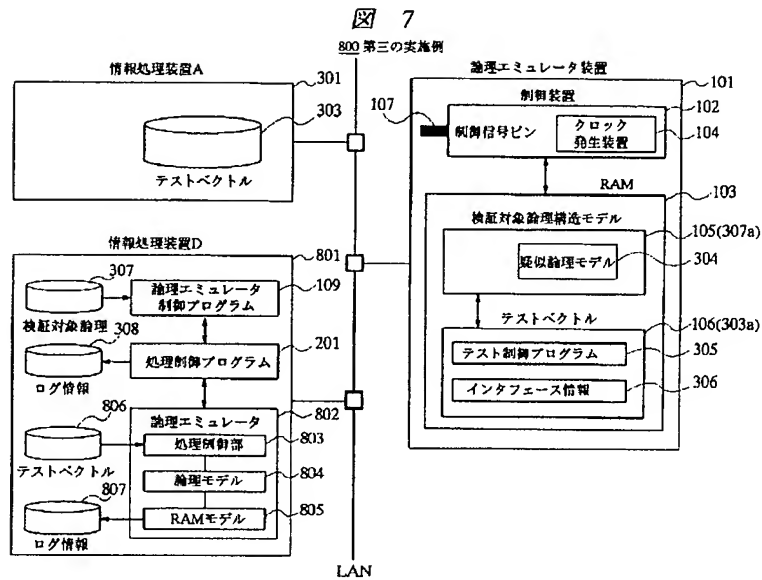 図 7
800 第三の実施例
情報処理装置A
301
303
テストベクトル
論理エミュレータ装置
101
制御装置
102
107
制御信号ピン
クロック
発生装置
104
RAM
103
検証対象論理構造モデル
105(307a)
疑似論理モデル
304
テストベクトル
106(303a)
テスト制御プログラム
305
インタフェース情報
306
情報処理装置D
801
307
検証対象論理
論理エミュレータ
制御プログラム
109
308
ログ情報
処理制御プログラム
201
論理エミュレータ
802
806
テストベクトル
処理制御部
803
論理モデル
804
807
ログ情報
RAMモデル
805
LAN